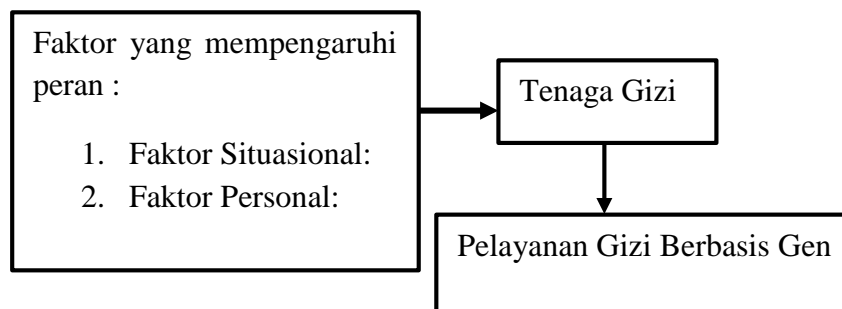 Faktor yang mempengaruhi
peran :
1. Faktor Situasional:
2. Faktor Personal:
Tenaga Gizi
Pelayanan Gizi Berbasis Gen